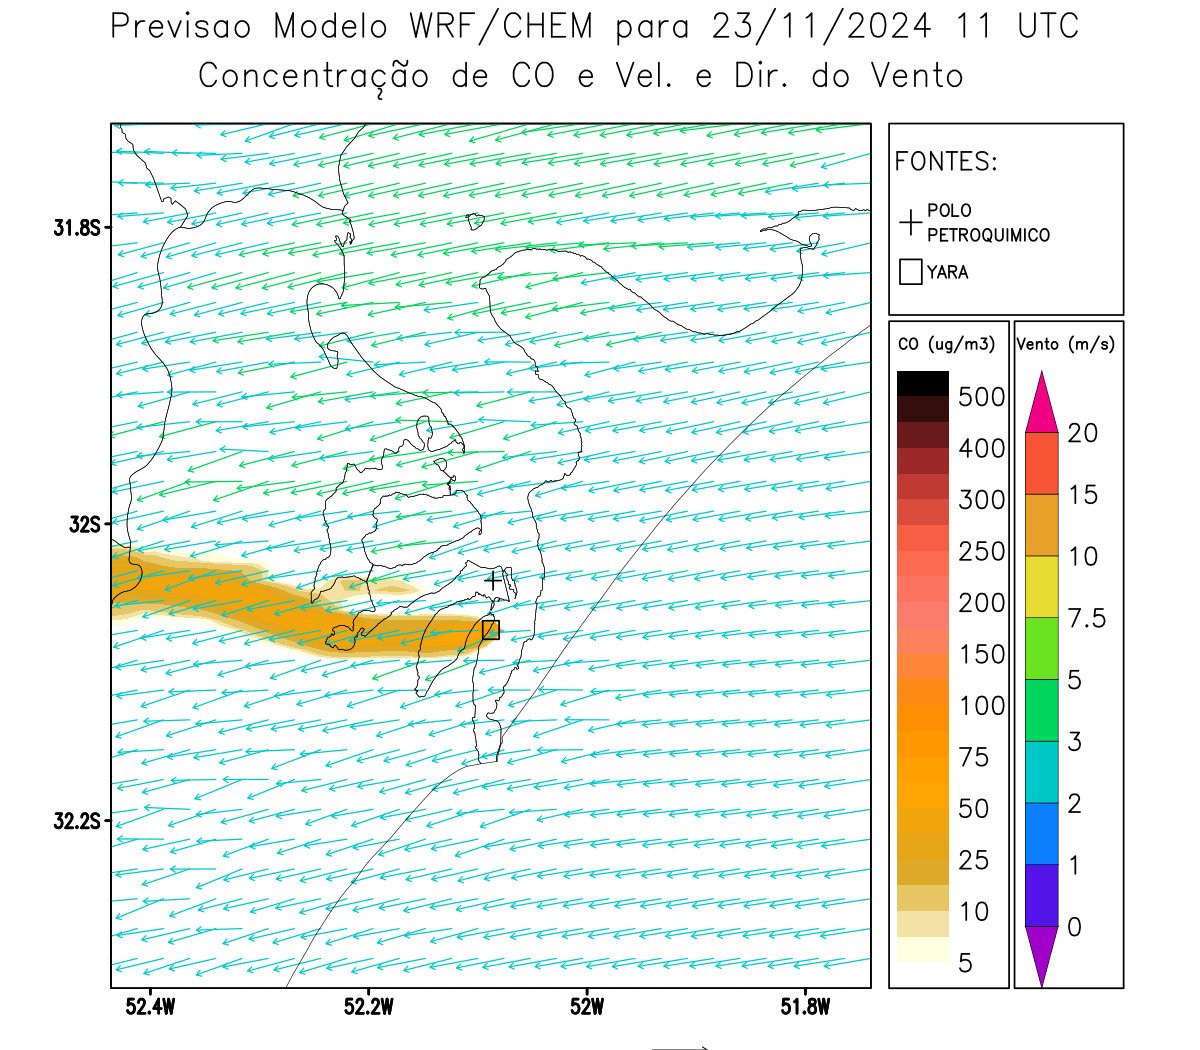 Previsao Modelo WRF/CHEM para 23/11/2024 11 UTC
Concentração de CO e Vel. e Dir. do Vento
FONTES:
POLO
PETROQUIMICO
YARA
CO (ug/m3)
500
400
300
250
200
150
100
75
50
25
10
5
Vento (m/s)
20
15
10
7.5
5
3
2
1
0
31.8S
32S
32.2S
52.4W
52.2W
52W
51.8W